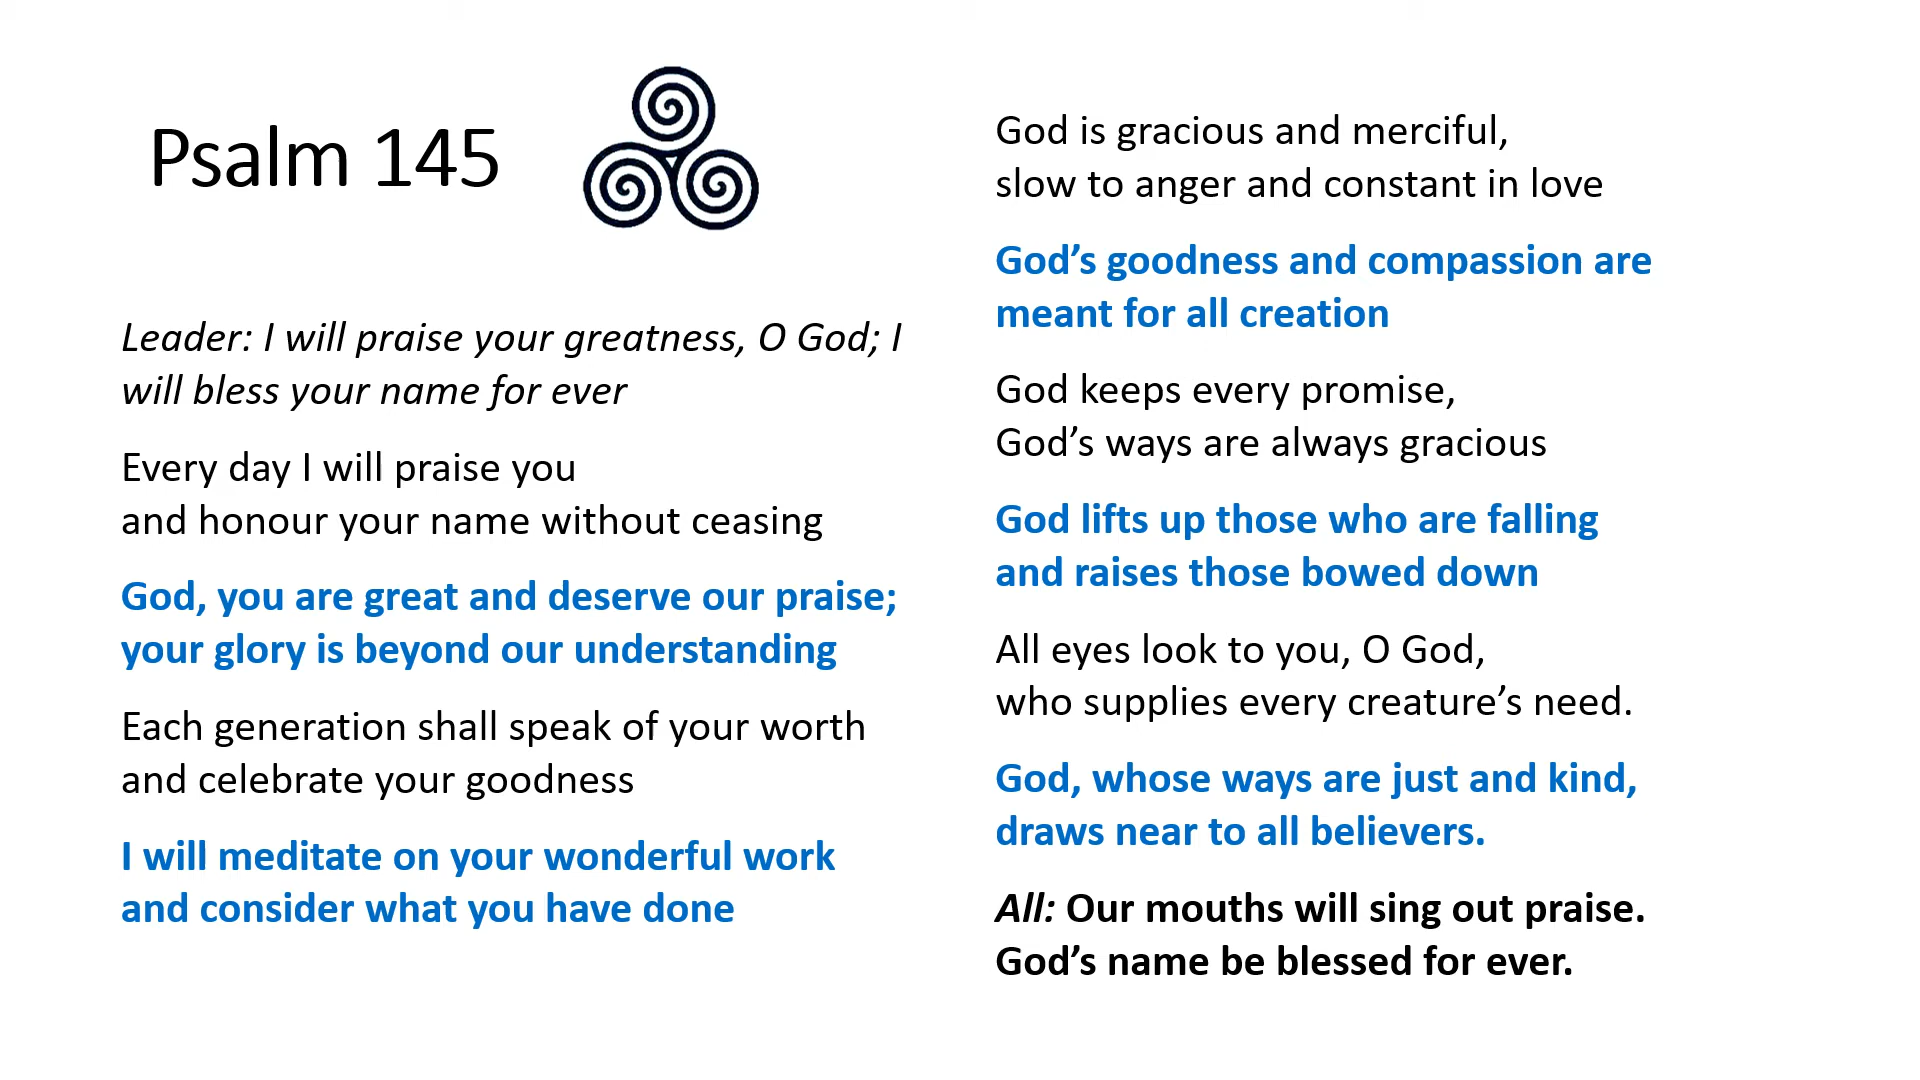 Psalm 145
Leader: I will praise your greatness, O God; I
will bless your name for ever
Every day I will praise you
and honour your name without ceasing
God, you are great and deserve our praise;
your glory is beyond our understanding
Each generation shall speak of your worth
and celebrate your goodness
I will meditate on your wonderful work
and consider what you have done
God is gracious and merciful,
slow to anger and constant in love
God’s goodness and compassion are
meant for all creation
God keeps every promise,
God’s ways are always gracious
God lifts up those who are falling
and raises those bowed down
All eyes look to you, O God,
who supplies every creature’s need.
God, whose ways are just and kind,
draws near to all believers.
All: Our mouths will sing out praise.
God’s name be blessed for ever.